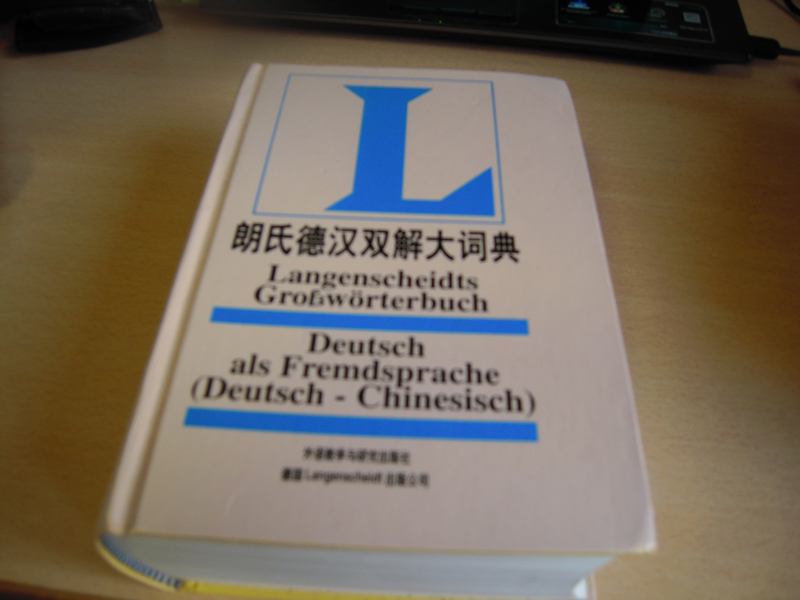 L
朗氏德汉双解大词典
Langenscheidts
Großwörterbuch
Deutsch
als Fremdsprache
(Deutsch - Chinesisch)
外语教学与研究出版社
德国 Langenscheidt 出版公司